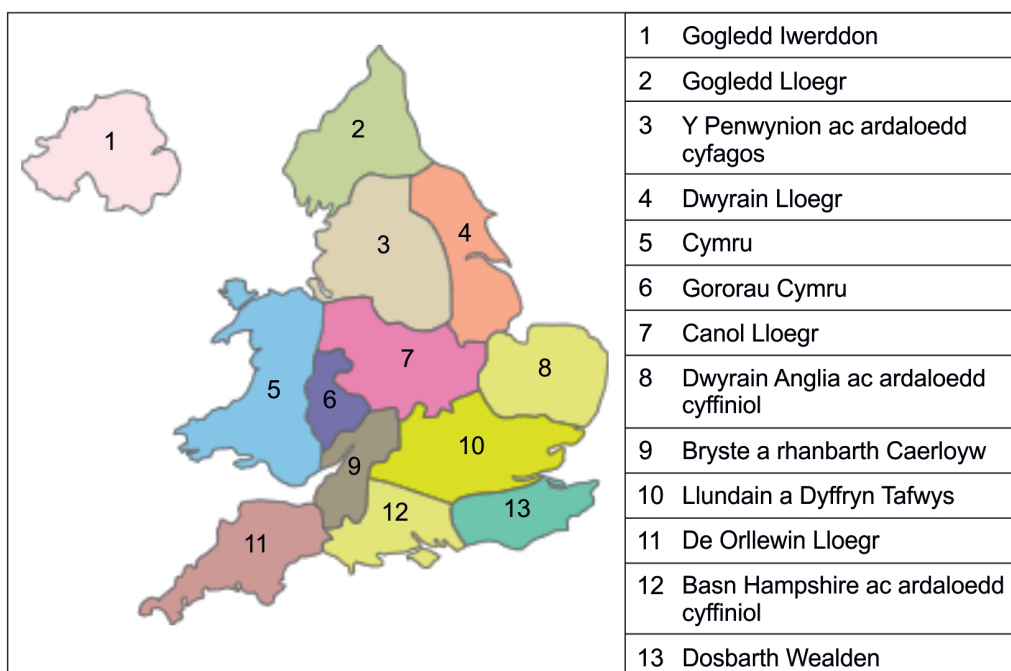 1 Gogledd Iwerddon
2 Gogledd Lloegr
3 Y Penwynion ac ardaloedd
cyfagos
4 Dwyrain Lloegr
5 Cymru
6 Gororau Cymru
7 Canol Lloegr
8 Dwyrain Anglia ac ardaloedd
cyffiniol
9 Bryste a rhanbarth Caerloyw
10 Llundain a Dyffryn Tafwys
11 De Orllewin Lloegr
12 Basn Hampshire ac ardaloedd
cyffiniol
13 Dosbarth Wealden
1
2
3
4
5
6
7
8
9
10
11
12
13